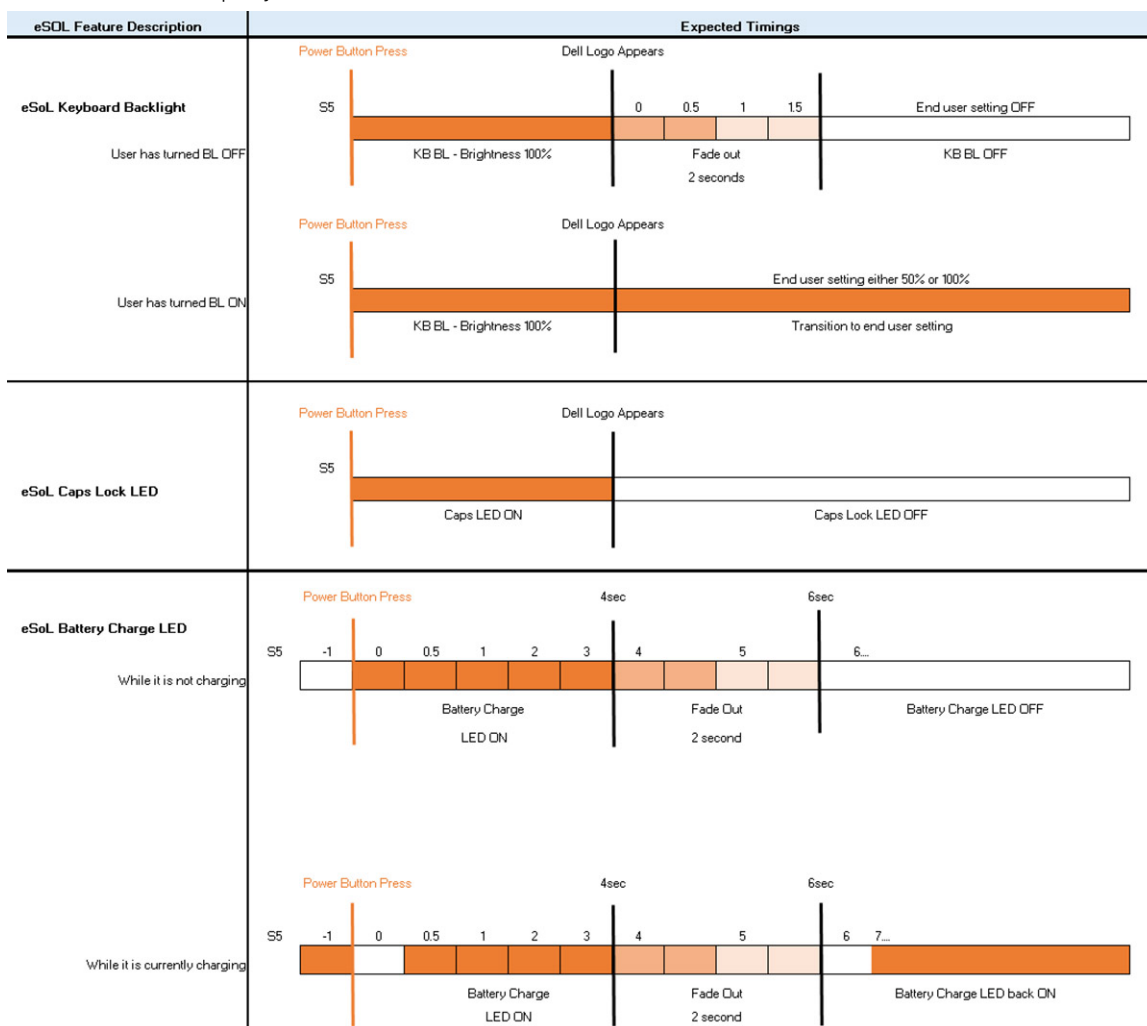 eSOL Feature Description Expected Timings
Power Button Press Dell Logo Appears
eSoL Keyboard Backlight S5 0 0.5 1 1.5 End user setting OFF
User has turned BL OFF KB BL - Brightness 100% Fade out KB BL OFF
2 seconds
Power Button Press Dell Logo Appears
S5 End user setting either 50% or 100%
User has turned BL ON KB BL - Brightness 100% Transition to end user setting
Power Button Press Dell Logo Appears
S5
eSoL Caps Lock LED
Caps LED ON Caps Lock LED OFF
Power Button Press 4sec 6sec
eSoL Battery Charge LED
S5 -1 0 0.5 1 2 3 4 5 6...
While it is not charging
Battery Charge Fade Out Battery Charge LED OFF
LED ON 2 second
Power Button Press 4sec 6sec
S5 -1 0 0.5 1 2 3 4 5 6 7...
While it is currently charging
Battery Charge Fade Out Battery Charge LED back ON
LED ON 2 second